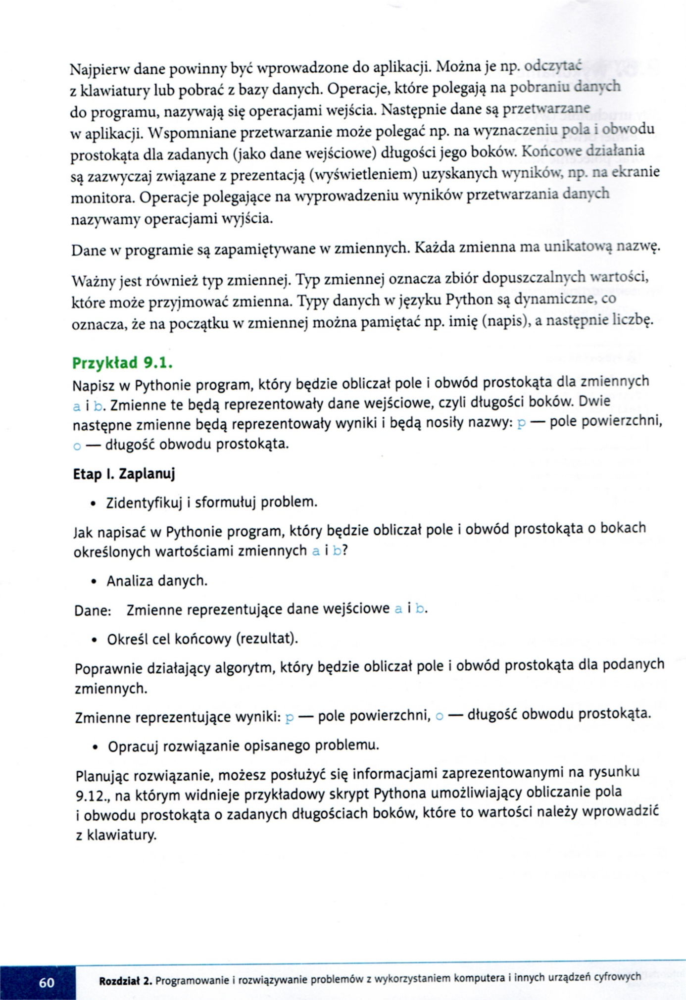 Najpierw dane powinny być wprowadzone do aplikacji. Można je np. odczytać
z klawiatury lub pobrać z bazy danych. Operacje, które polegają na pobraniu danych
do programu, nazywają się operacjami wejścia. Następnie dane są przetwarzane
w aplikacji. Wspomniane przetwarzanie może polegać np. na wyznaczeniu pola i obwodu
prostokąta dla zadanych (jako dane wejściowe) długości jego boków. Końcowe działania
są zazwyczaj związane z prezentacją (wyświetleniem) uzyskanych wyników, np. na ekranie
monitora. Operacje polegające na wyprowadzeniu wyników przetwarzania danych
nazywamy operacjami wyjścia.
Dane w programie są zapamiętywane w zmiennych. Każda zmienna ma unikatową nazwę.
Ważny jest również typ zmiennej. Typ zmiennej oznacza zbiór dopuszczalnych wartości,
które może przyjmować zmienna. Typy danych w języku Python są dynamiczne, co
oznacza, że na początku w zmiennej można pamiętać np. imię (napis), a następnie liczbę.
Przykład 9.1.
Napisz w Pythonie program, który będzie obliczał pole i obwód prostokąta dla zmiennych
a i b. Zmienne te będą reprezentowały dane wejściowe, czyli długości boków. Dwie
następne zmienne będą reprezentowały wyniki i będą nosiły nazwy: p — pole powierzchni,
o — długość obwodu prostokąta.
Etap I. Zaplanuj
• Zidentyfikuj i sformułuj problem.
Jak napisać w Pythonie program, który będzie obliczał pole i obwód prostokąta o bokach
określonych wartościami zmiennych a i b?
• Analiza danych.
Dane: Zmienne reprezentujące dane wejściowe a i b.
• Określ cel końcowy (rezultat).
Poprawnie działający algorytm, który będzie obliczał pole i obwód prostokąta dla podanych
zmiennych.
Zmienne reprezentujące wyniki: p — pole powierzchni, o — długość obwodu prostokąta.
• Opracuj rozwiązanie opisanego problemu.
Planując rozwiązanie, możesz posłużyć się informacjami zaprezentowanymi na rysunku
9.12., na którym widnieje przykładowy skrypt Pythona umożliwiający obliczanie pola
i obwodu prostokąta o zadanych długościach boków, które to wartości należy wprowadzić
z klawiatury.
60 Rozdział 2. Programowanie i rozwiązywanie problemów z wykorzystaniem komputera i innych urządzeń cyfrowych